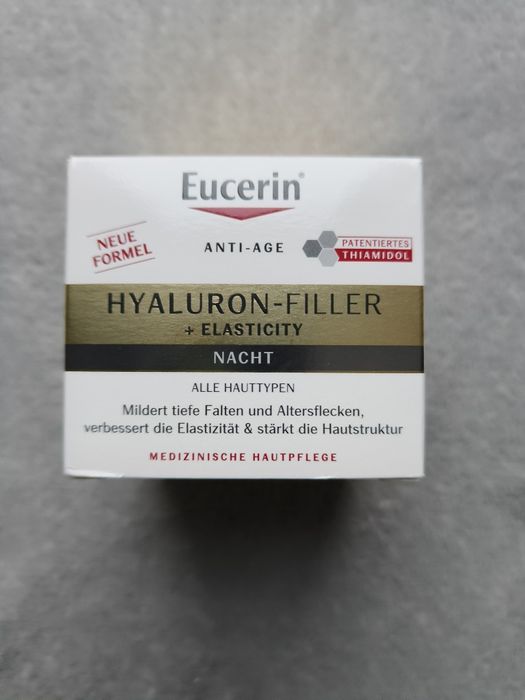 Eucerin®
NEUE
FORMEL
ANTI-AGE
PATENTIERTES
THIAMIDOL
HYALURON-FILLER
+ ELASTICITY
NACHT
ALLE HAUTTYPEN
Mildert tiefe Falten und Altersflecken,
verbessert die Elastizität & stärkt die Hautstruktur
MEDIZINISCHE HAUTPFLEGE